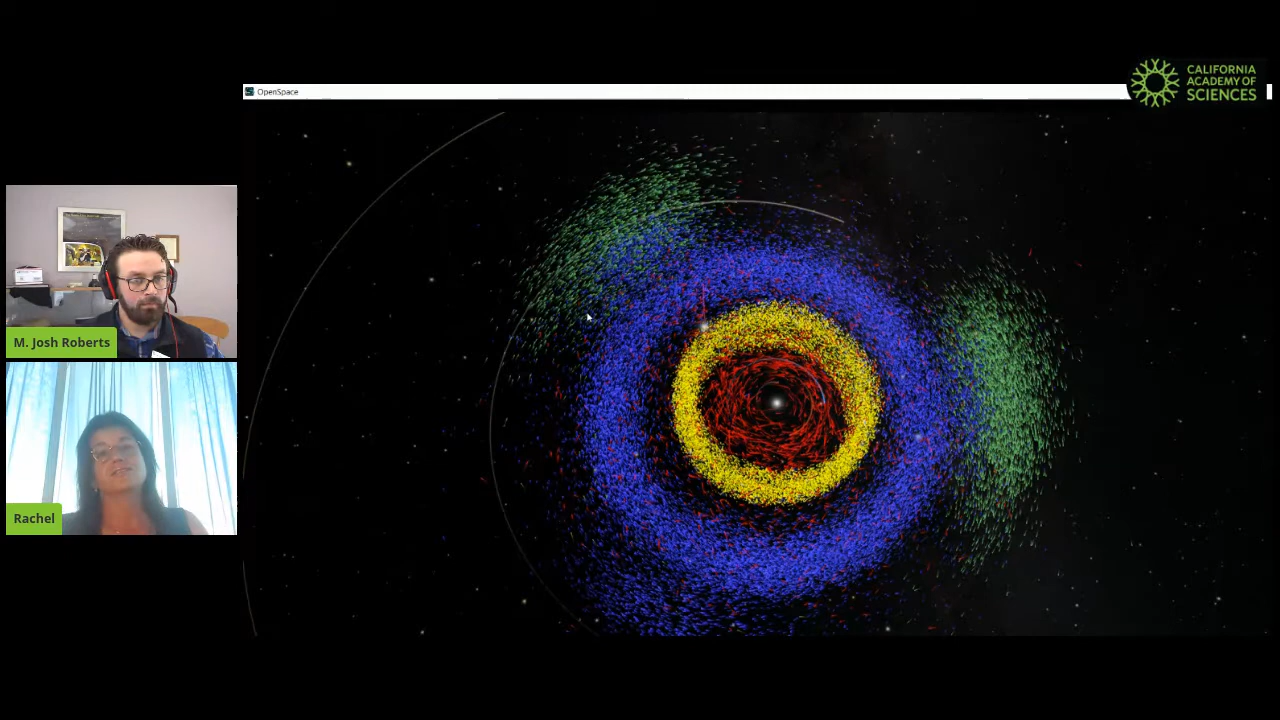 CALIFORNIA
ACADEMY OF
SCIENCES
OpenSpace
M. Josh Roberts
Rachel